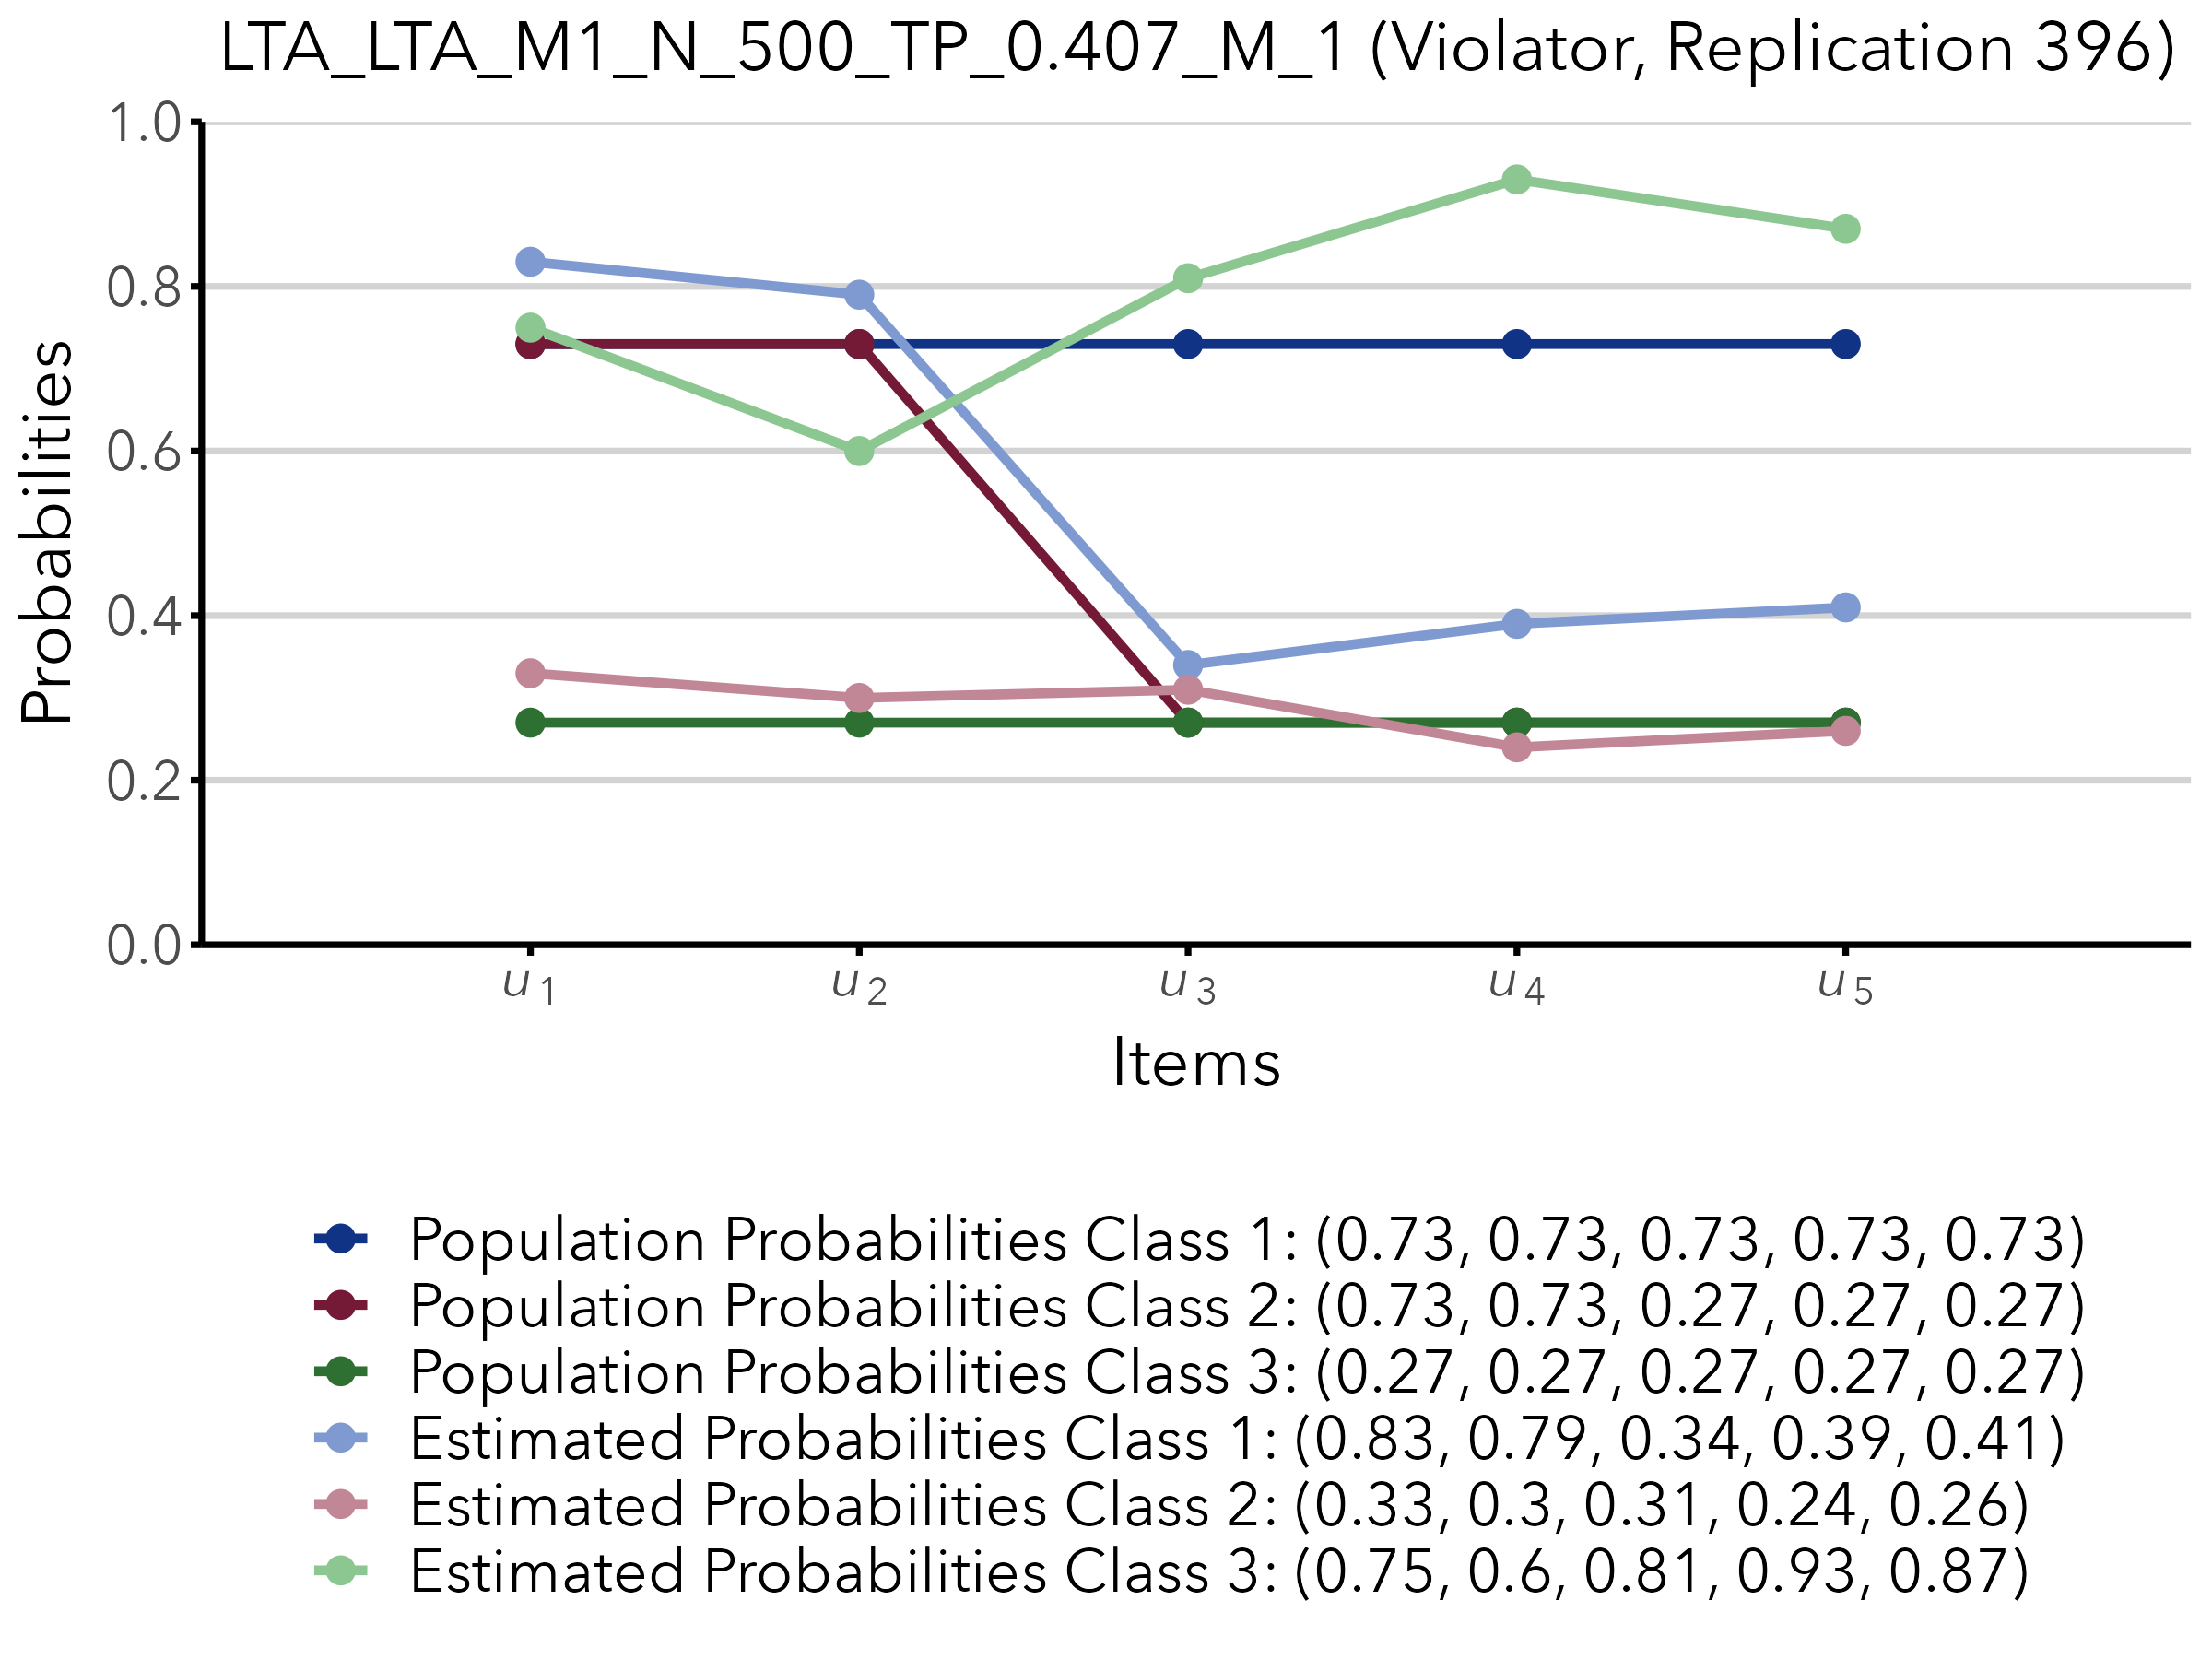 LTA_LTA_M1_N_500_TP_0.407_M_1 (Violator, Replication 396)
1.0
0.8
0.6
0.4
0.2
0.0
Probabilities
u1 u2 u3 u4 u5
Items
Population Probabilities Class 1: (0.73, 0.73, 0.73, 0.73, 0.73)
Population Probabilities Class 2: (0.73, 0.73, 0.27, 0.27, 0.27)
Population Probabilities Class 3: (0.27, 0.27, 0.27, 0.27, 0.27)
Estimated Probabilities Class 1: (0.83, 0.79, 0.34, 0.39, 0.41)
Estimated Probabilities Class 2: (0.33, 0.3, 0.31, 0.24, 0.26)
Estimated Probabilities Class 3: (0.75, 0.6, 0.81, 0.93, 0.87)